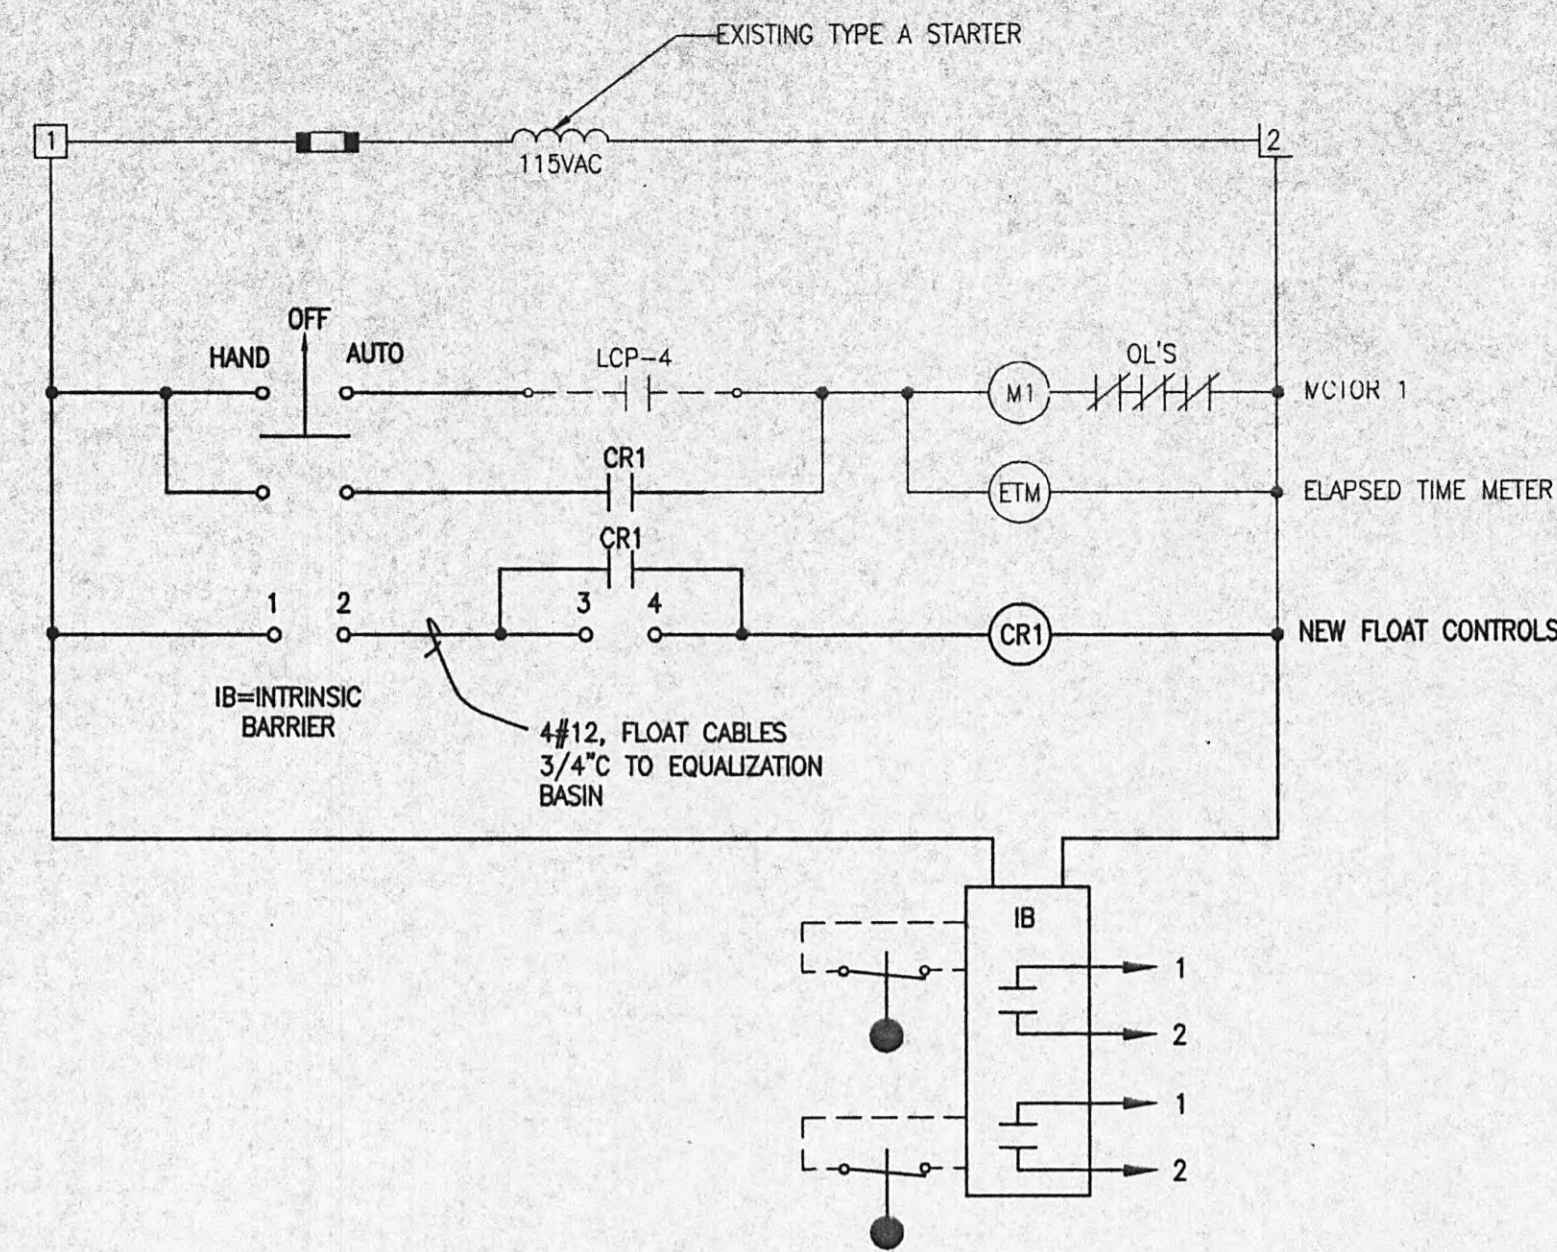 EXISTING TYPE A STARTER
1
2
115VAC
OFF
HAND
AUTO
LCP-4
OL'S
M1
MOTOR 1
CR1
ETM
ELAPSED TIME METER
CR1
1
2
3
4
CR1
NEW FLOAT CONTROLS
IB=INTRINSIC
BARRIER
4#12, FLOAT CABLES
3/4"C TO EQUALIZATION
BASIN
IB
1
2
1
2